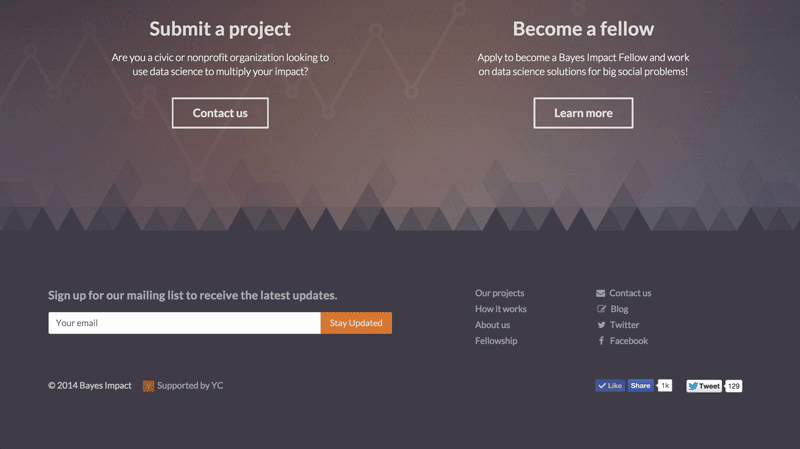 Submit a project
Become a fellow
Are you a civic or nonprofit organization looking to
use data science to multiply your impact?
Apply to become a Bayes Impact Fellow and work
on data science solutions for big social problems!
Contact us
Learn more
Sign up for our mailing list to receive the latest updates.
Your email
Stay Updated
Our projects
How it works
About us
Fellowship
Contact us
Blog
Twitter
Facebook
© 2014 Bayes Impact
Supported by YC
Like
Share
1k
Tweet
129